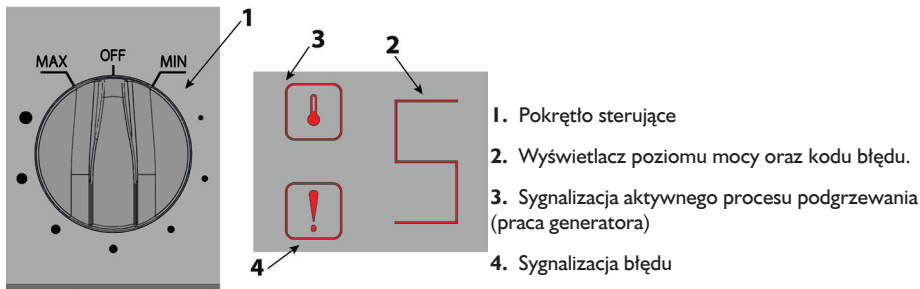 1
3
2
MAX OFF MIN
1. Pokrętło sterujące
2. Wyświetlacz poziomu mocy oraz kodu błędu.
3. Sygnalizacja aktywnego procesu podgrzewania
(praca generatora)
4
4. Sygnalizacja błędu